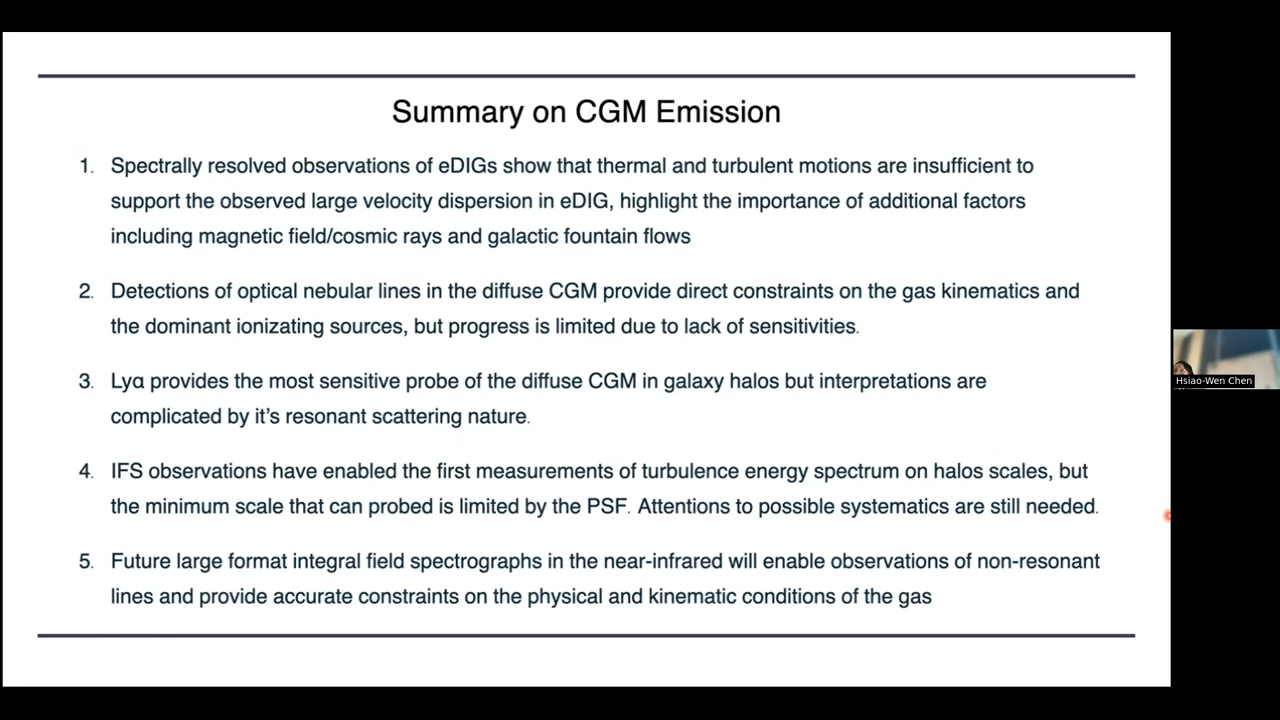 Summary on CGM Emission
1. Spectrally resolved observations of eDIGs show that thermal and turbulent motions are insufficient to
support the observed large velocity dispersion in eDIG, highlight the importance of additional factors
including magnetic field/cosmic rays and galactic fountain flows
2. Detections of optical nebular lines in the diffuse CGM provide direct constraints on the gas kinematics and
the dominant ionizating sources, but progress is limited due to lack of sensitivities.
3. Lyα provides the most sensitive probe of the diffuse CGM in galaxy halos but interpretations are
complicated by it’s resonant scattering nature.
4. IFS observations have enabled the first measurements of turbulence energy spectrum on halos scales, but
the minimum scale that can probed is limited by the PSF. Attentions to possible systematics are still needed.
5. Future large format integral field spectrographs in the near-infrared will enable observations of non-resonant
lines and provide accurate constraints on the physical and kinematic conditions of the gas
Hsiao-Wen Chen